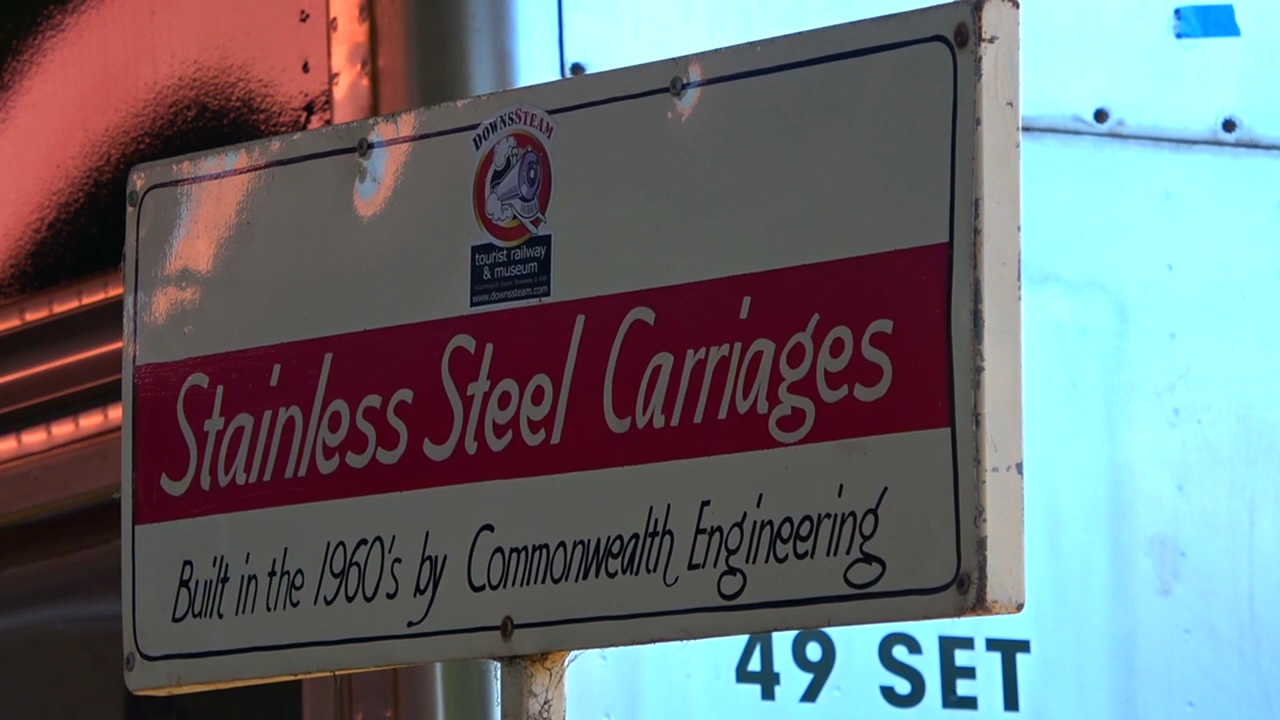 DOWNSSTEAM
tourist railway
& museum
www.downssteam.com
Stainless Steel Carriages
Built in the 1960's by Commonwealth Engineering
49 SET